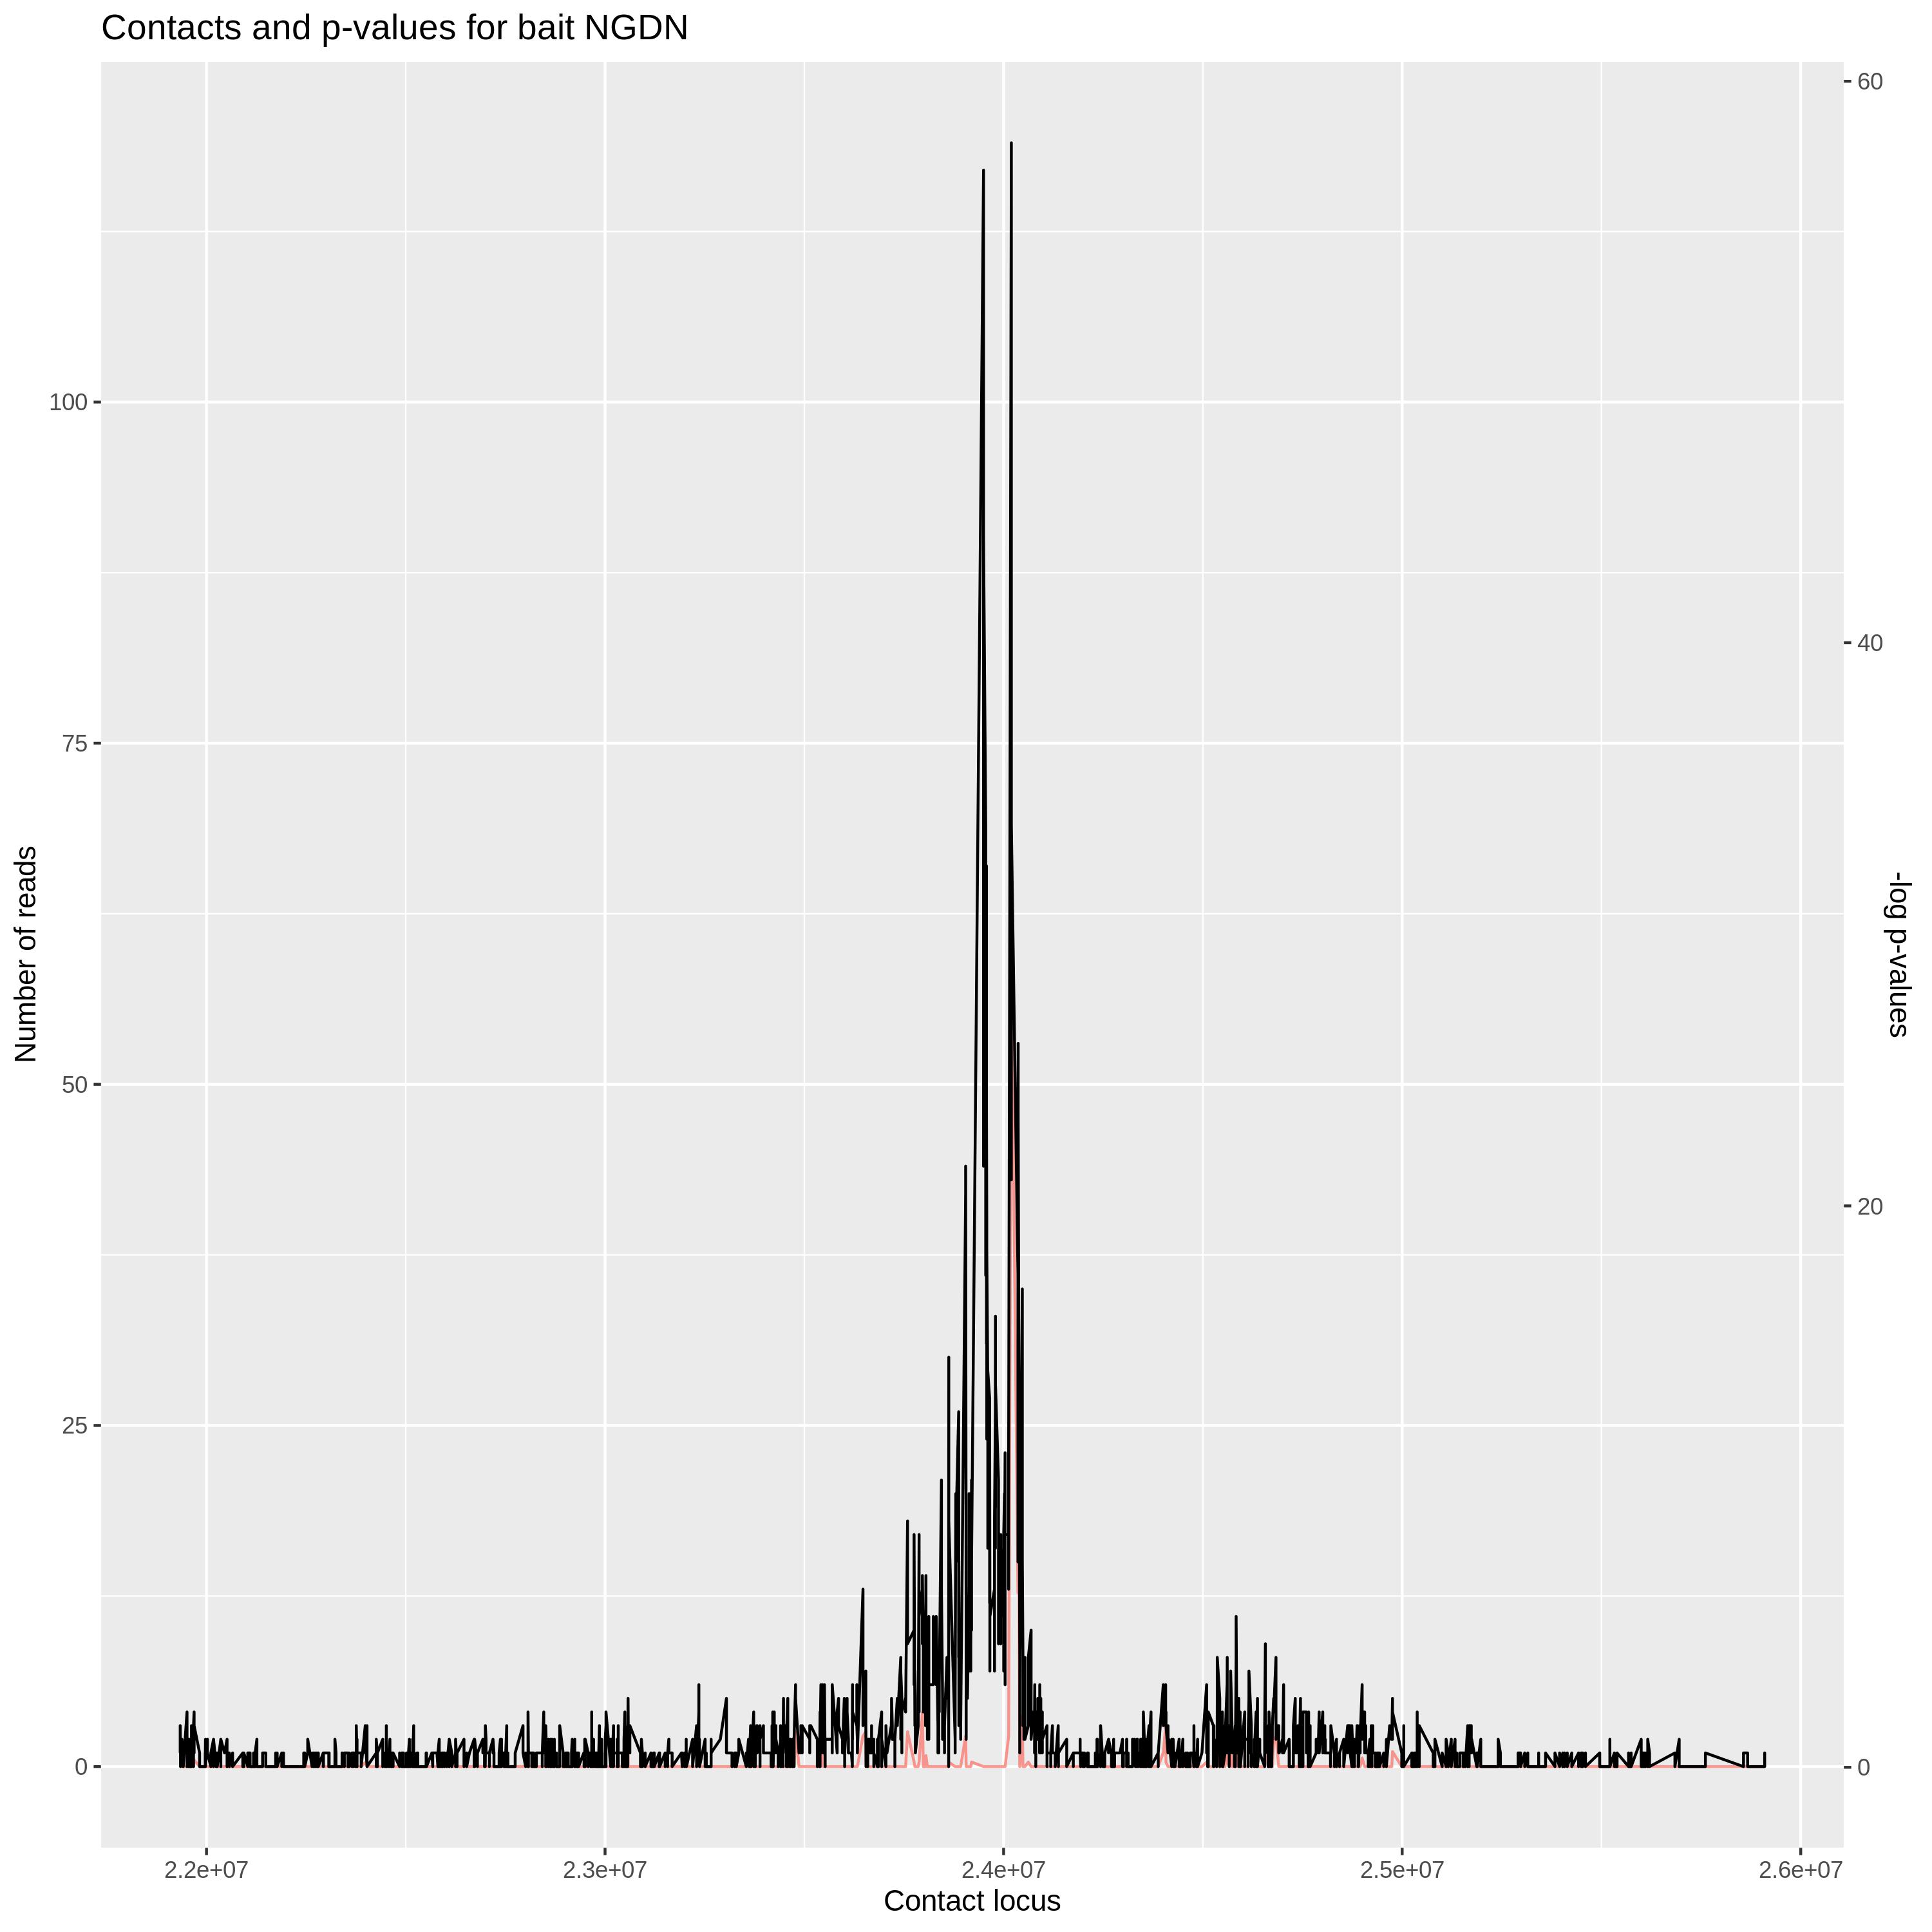 Contacts and p-values for bait NGDN
60
100
40
75
Number of reads
-log p-values
50
20
25
0
0
2.2e+07
2.3e+07
2.4e+07
2.5e+07
2.6e+07
Contact locus